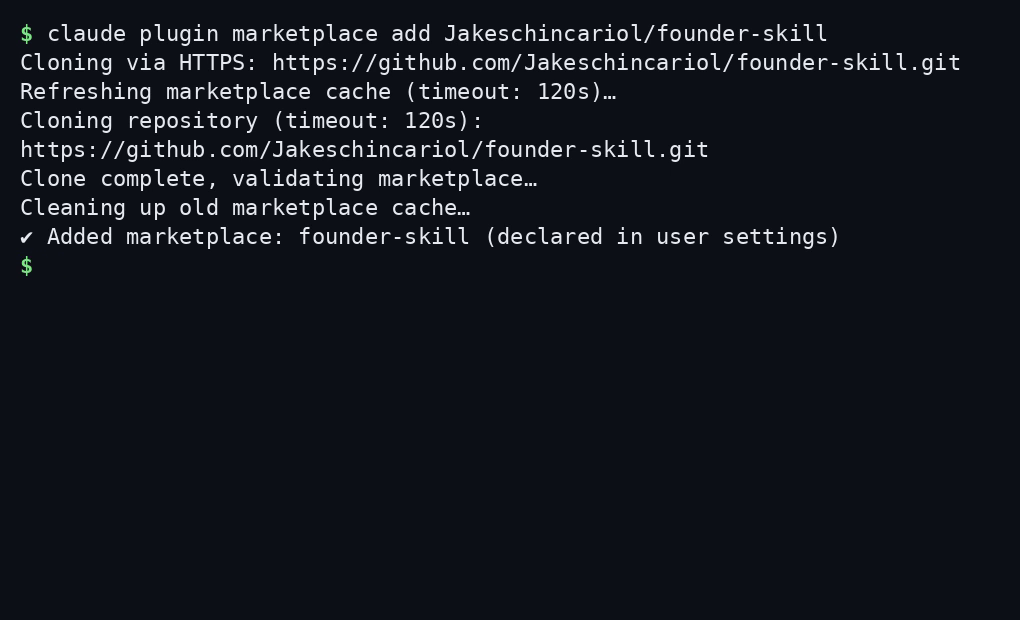 $ claude plugin marketplace add Jakeschincariol/founder-skill
Cloning via HTTPS: https://github.com/Jakeschincariol/founder-skill.git
Refreshing marketplace cache (timeout: 120s)…
Cloning repository (timeout: 120s):
https://github.com/Jakeschincariol/founder-skill.git
Clone complete, validating marketplace…
Cleaning up old marketplace cache…
✔ Added marketplace: founder-skill (declared in user settings)
$